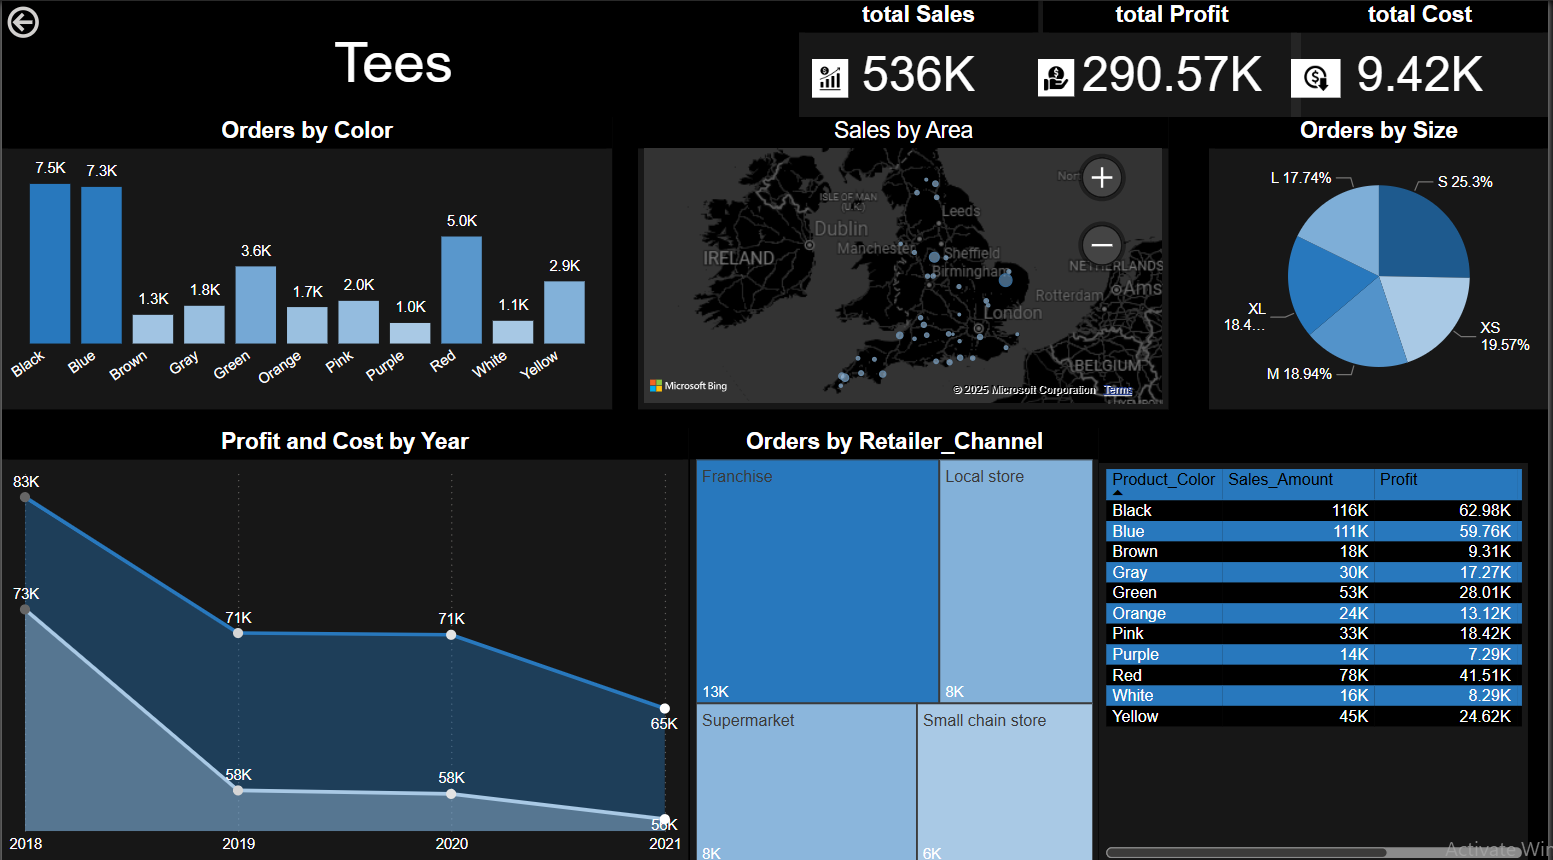 total Sales
total Profit
total Cost
Tees
536K
290.57K
9.42K
Orders by Color
7.5K
7.3K
1.3K
1.8K
3.6K
1.7K
2.0K
1.0K
5.0K
1.1K
2.9K
Black
Blue
Brown
Gray
Green
Orange
Pink
Purple
Red
White
Yellow
Sales by Area
ISLE OF MAN
(U.K.)
Leeds
Dublin
Manchester
Sheffield
IRELAND
Birmingham
NETHERLANDS
Rotterdam
Ams
London
BELGIUM
Microsoft Bing
© 2025 Microsoft Corporation
Terms
Orders by Size
L 17.74%
S 25.3%
XL
18.4...
XS
19.57%
M 18.94%
Profit and Cost by Year
83K
73K
71K
71K
65K
58K
58K
56K
2018
2019
2020
2021
Orders by Retailer_Channel
Franchise
13K
Local store
8K
Supermarket
8K
Small chain store
6K
Product_Color Sales_Amount Profit
Black 116K 62.98K
Blue 111K 59.76K
Brown 18K 9.31K
Gray 30K 17.27K
Green 53K 28.01K
Orange 24K 13.12K
Pink 33K 18.42K
Purple 14K 7.29K
Red 78K 41.51K
White 16K 8.29K
Yellow 45K 24.62K
Activate Win